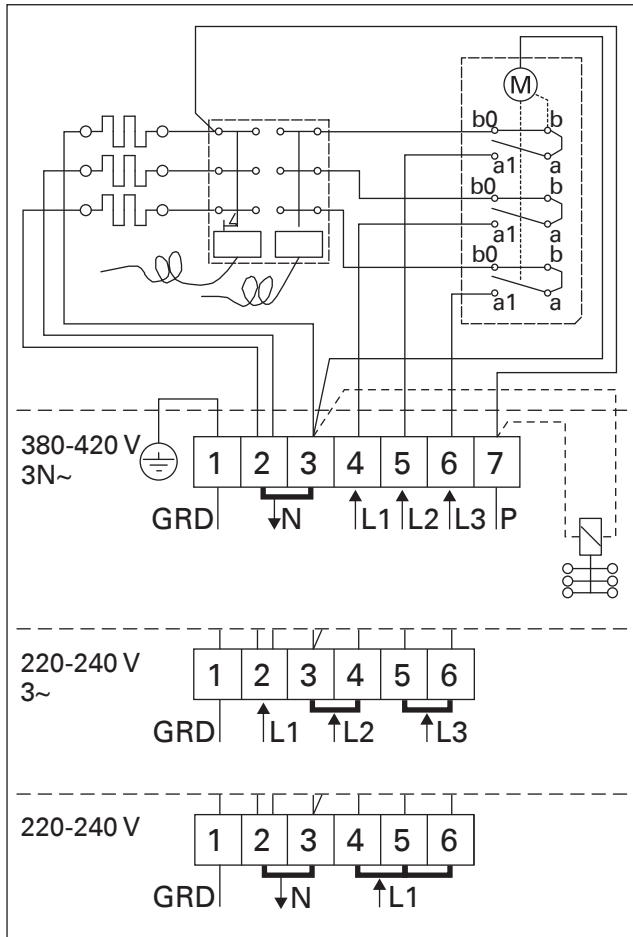 M
b0 b
a1 a
b0 b
a1 a
b0 b
a1 a
380-420 V
3N~
1 2 3 4 5 6 7
GRD N L1 L2 L3 P
220-240 V
3~
1 2 3 4 5 6
GRD L1 L2 L3
220-240 V
1 2 3 4 5 6
GRD N L1